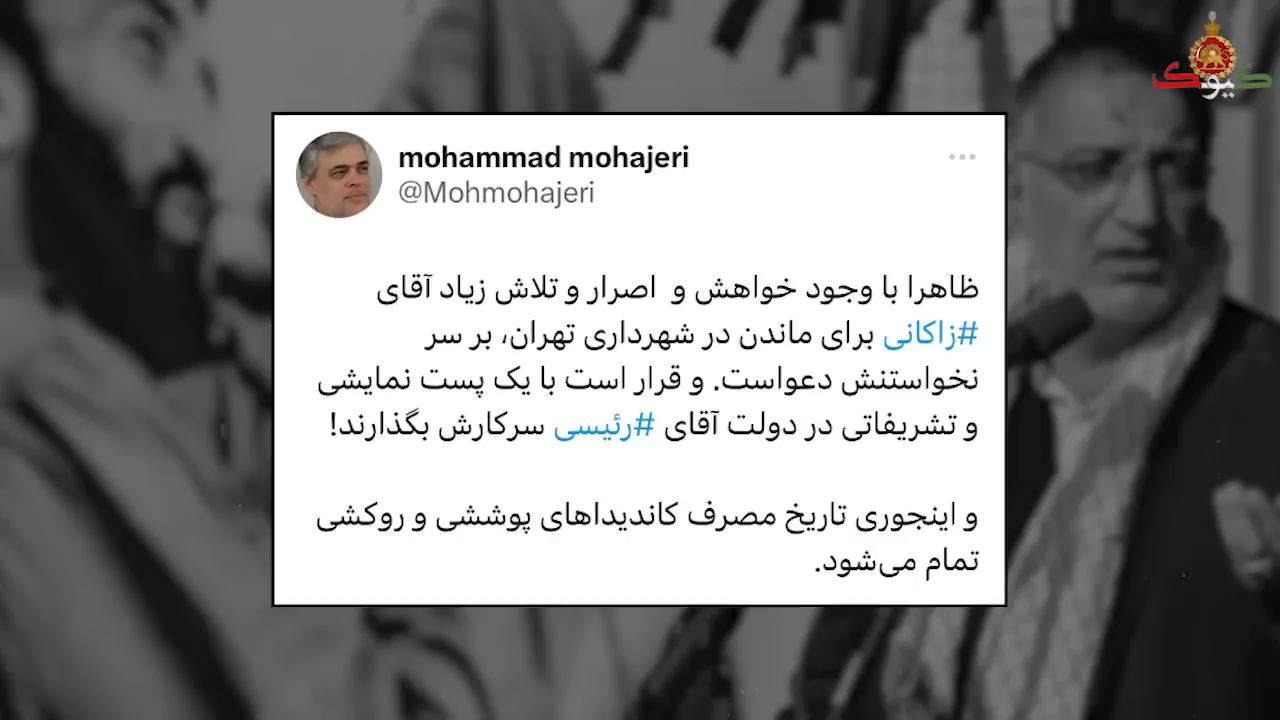 کیوسک
mohammad mohajeri
@Mohmohajeri
ظاهرا با وجود خواهش و اصرار و تلاش زیاد آقای
#زاکانی برای ماندن در شهرداری تهران، بر سر
نخواستنش دعواست. و قرار است با یک پست نمایشی
و تشریفاتی در دولت آقای #رئیسی سرکارش بگذارند!
و اینجوری تاریخ مصرف کاندیداهای پوششی و روکشی
تمام می‌شود.